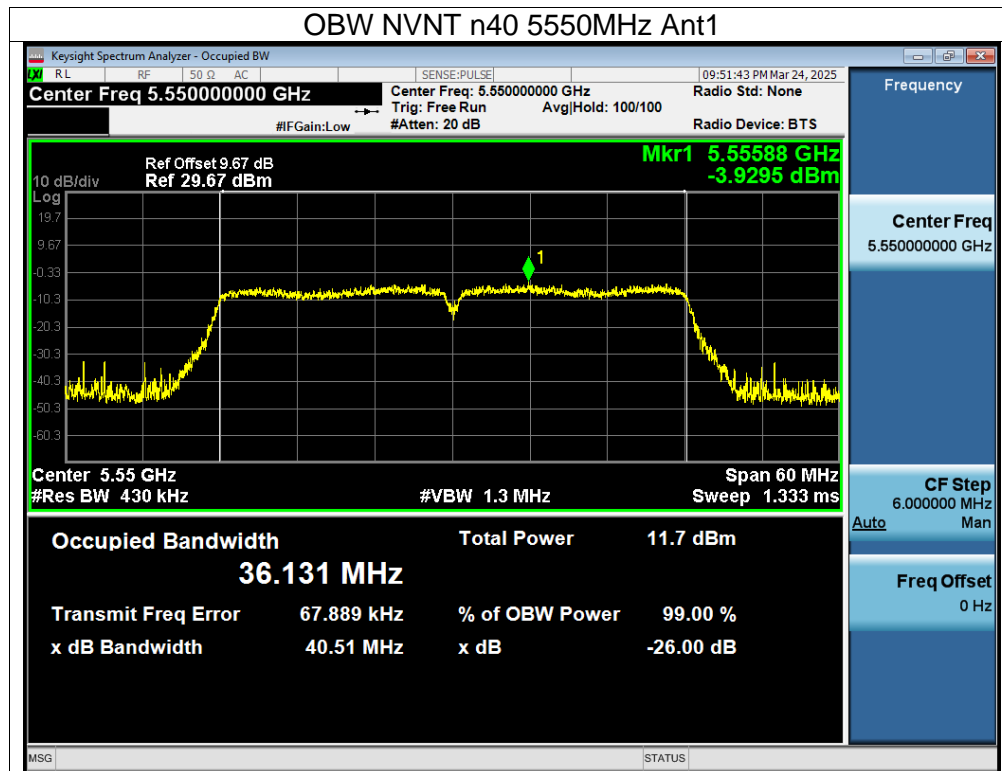 OBW NVNT n40 5550MHz Ant1
Keysight Spectrum Analyzer - Occupied BW
LXI RL RF 50 Ω AC SENSE:PULSE 09:51:43 PM Mar 24, 2025
Center Freq 5.550000000 GHz Center Freq: 5.550000000 GHz Radio Std: None
Trig: Free Run Avg|Hold: 100/100
#IFGain:Low #Atten: 20 dB Radio Device: BTS
Ref Offset 9.67 dB Mkr1 5.55588 GHz
10 dB/div Ref 29.67 dBm -3.9295 dBm
Log
19.7
9.67
1
-0.33
-10.3
-20.3
-30.3
-40.3
-50.3
-60.3
Center 5.55 GHz Span 60 MHz
#Res BW 430 kHz #VBW 1.3 MHz Sweep 1.333 ms
Occupied Bandwidth Total Power 11.7 dBm
36.131 MHz
Transmit Freq Error 67.889 kHz % of OBW Power 99.00 %
x dB Bandwidth 40.51 MHz x dB -26.00 dB
Frequency
Center Freq
5.550000000 GHz
CF Step
6.000000 MHz
Auto Man
Freq Offset
0 Hz
MSG STATUS